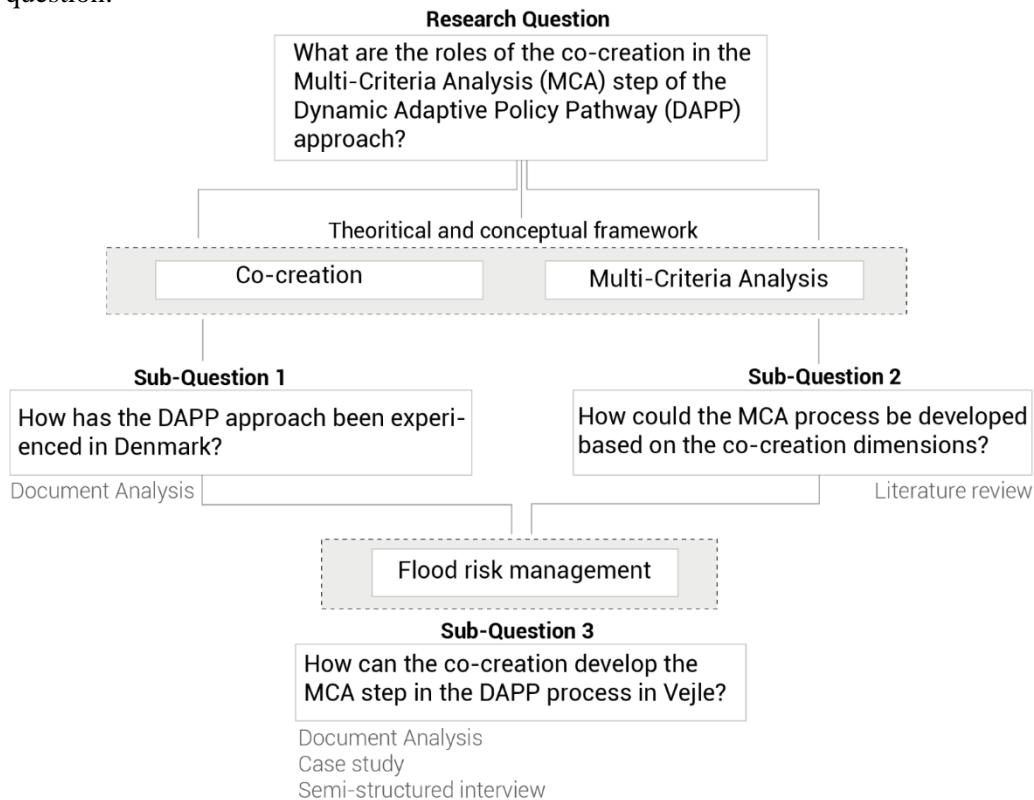 question.
Research Question
What are the roles of the co-creation in the
Multi-Criteria Analysis (MCA) step of the
Dynamic Adaptive Policy Pathway (DAPP)
approach?
Theoritical and conceptual framework
Co-creation
Multi-Criteria Analysis
Sub-Question 1
How has the DAPP approach been experi-
enced in Denmark?
Document Analysis
Sub-Question 2
How could the MCA process be developed
based on the co-creation dimensions?
Literature review
Flood risk management
Sub-Question 3
How can the co-creation develop the
MCA step in the DAPP process in Vejle?
Document Analysis
Case study
Semi-structured interview